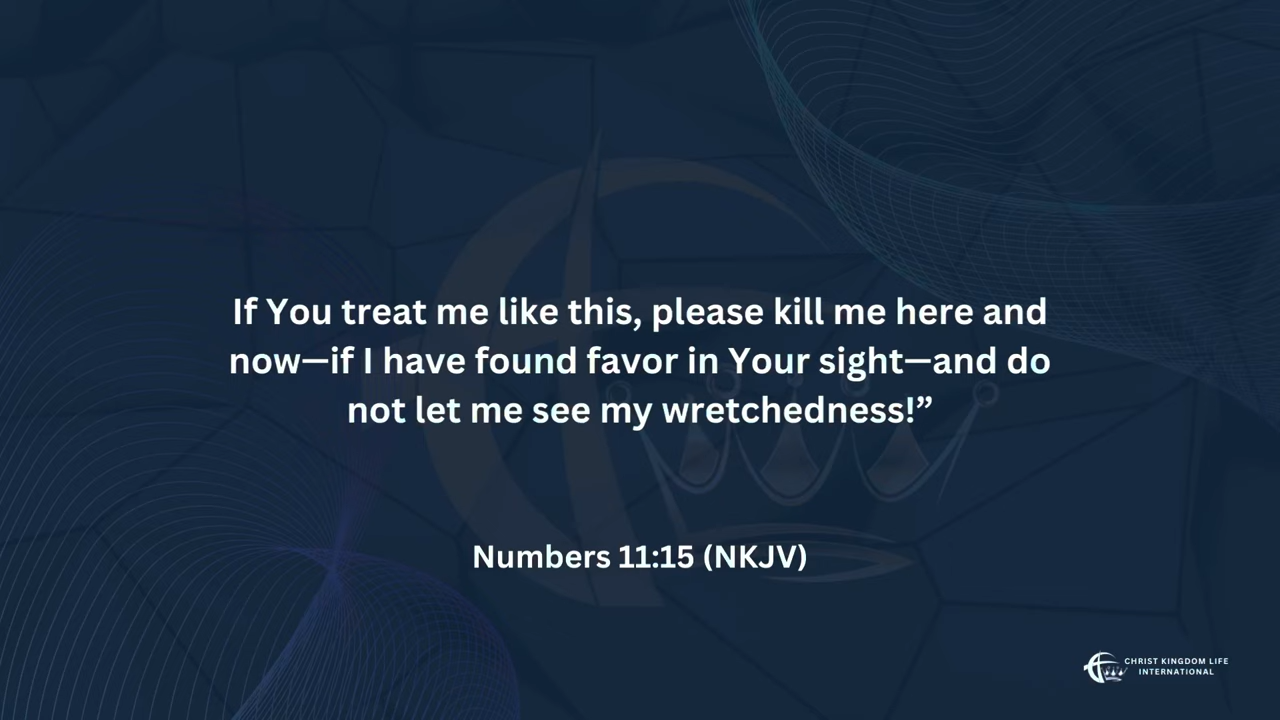 If You treat me like this, please kill me here and
now—if I have found favor in Your sight—and do
not let me see my wretchedness!”
Numbers 11:15 (NKJV)
CHRIST KINGDOM LIFE
INTERNATIONAL